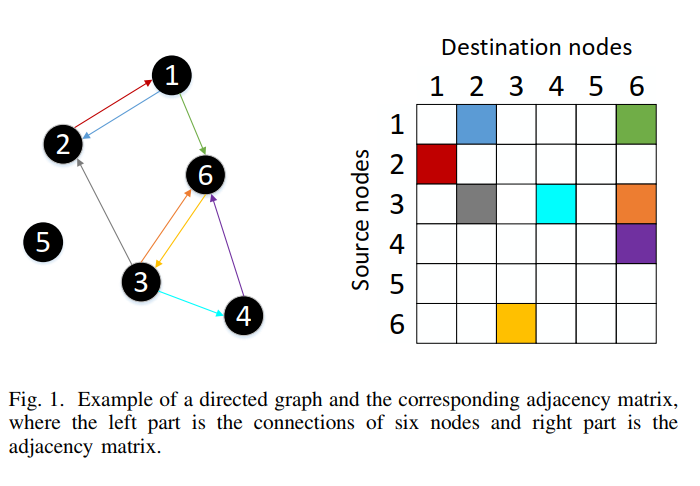 1
2
6
5
3
4
Destination nodes
1 2 3 4 5 6
Source nodes
1
2
3
4
5
6
Fig. 1. Example of a directed graph and the corresponding adjacency matrix,
where the left part is the connections of six nodes and right part is the
adjacency matrix.